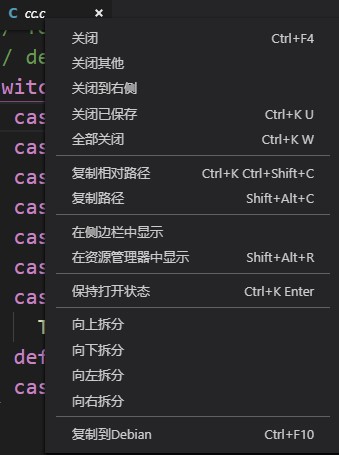 C cc.c ×
关闭 Ctrl+F4
关闭其他
关闭到右侧
关闭已保存 Ctrl+K U
全部关闭 Ctrl+K W
复制相对路径 Ctrl+K Ctrl+Shift+C
复制路径 Shift+Alt+C
在侧边栏中显示
在资源管理器中显示 Shift+Alt+R
保持打开状态 Ctrl+K Enter
向上拆分
向下拆分
向左拆分
向右拆分
复制到Debian Ctrl+F10
/ de
witc
cas
cas
cas
cas
cas
cas
cas
T
def
cas